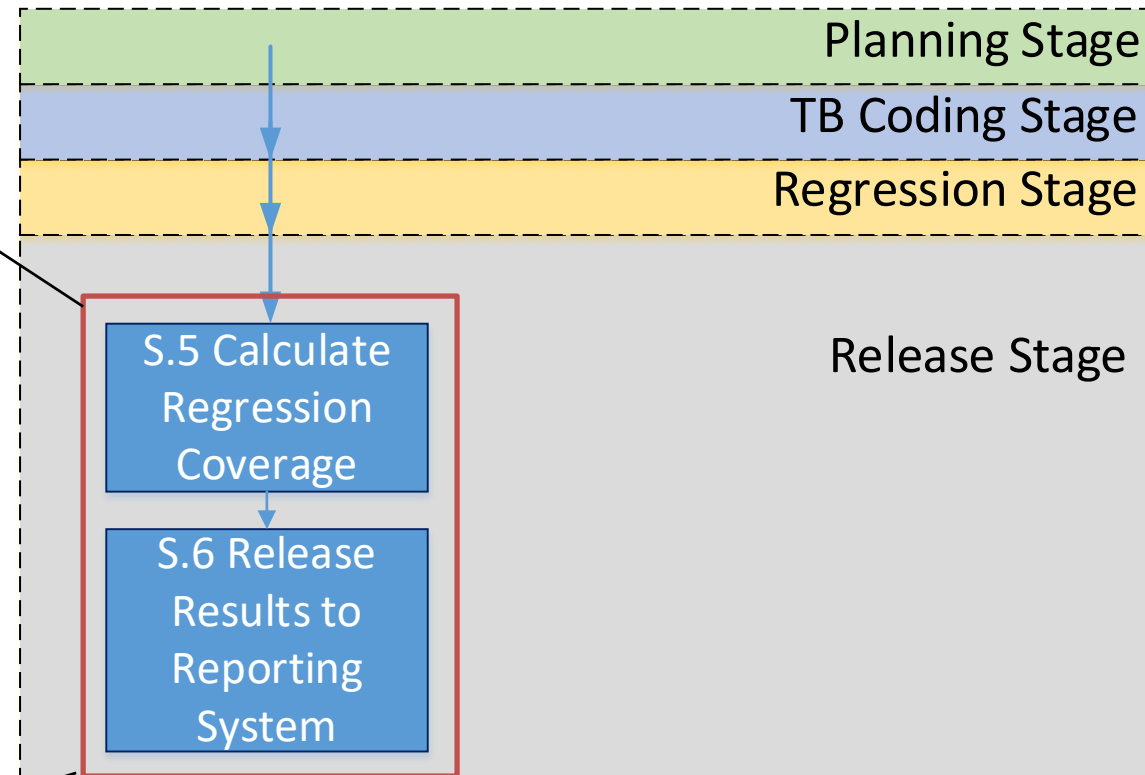 Planning Stage
TB Coding Stage
Regression Stage
Release Stage
S.5 Calculate
Regression
Coverage
S.6 Release
Results to
Reporting
System